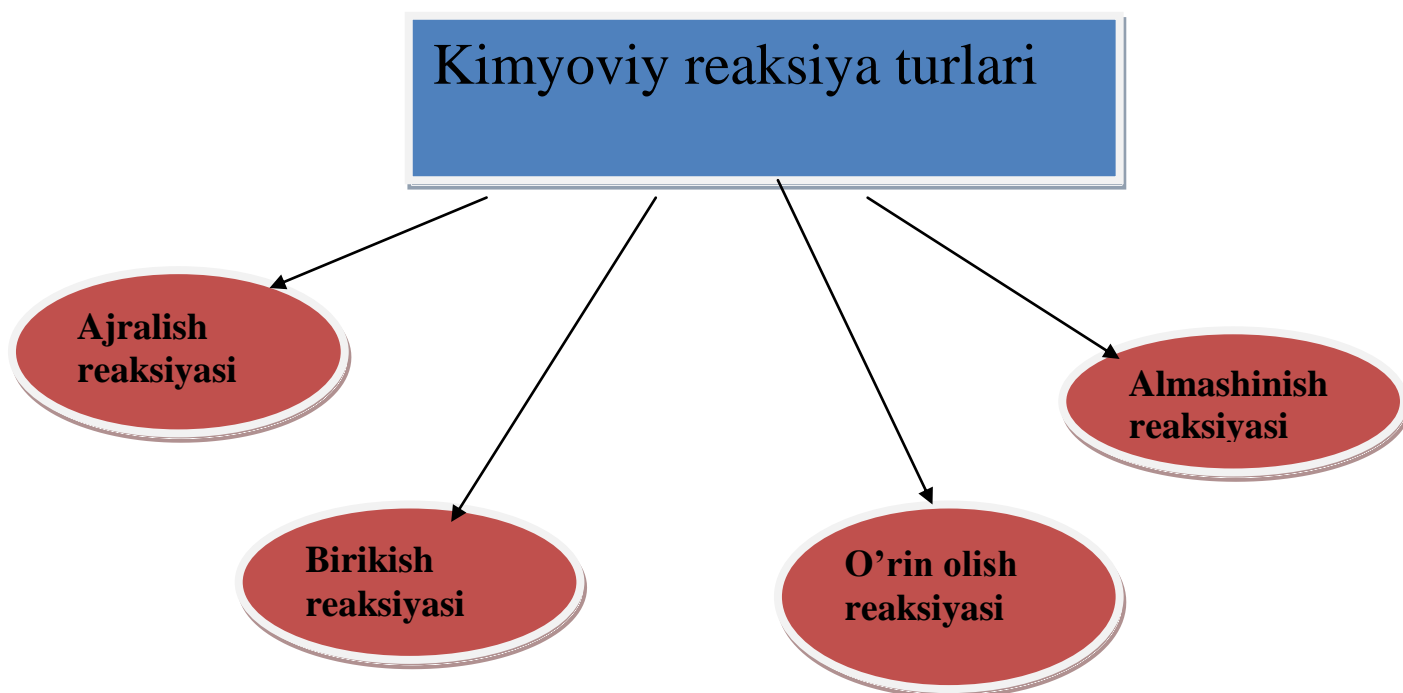 Kimyoviy reaksiya turlari
Ajralish
reaksiyasi
Birikish
reaksiyasi
O’rin olish
reaksiyasi
Almashinish
reaksiyasi